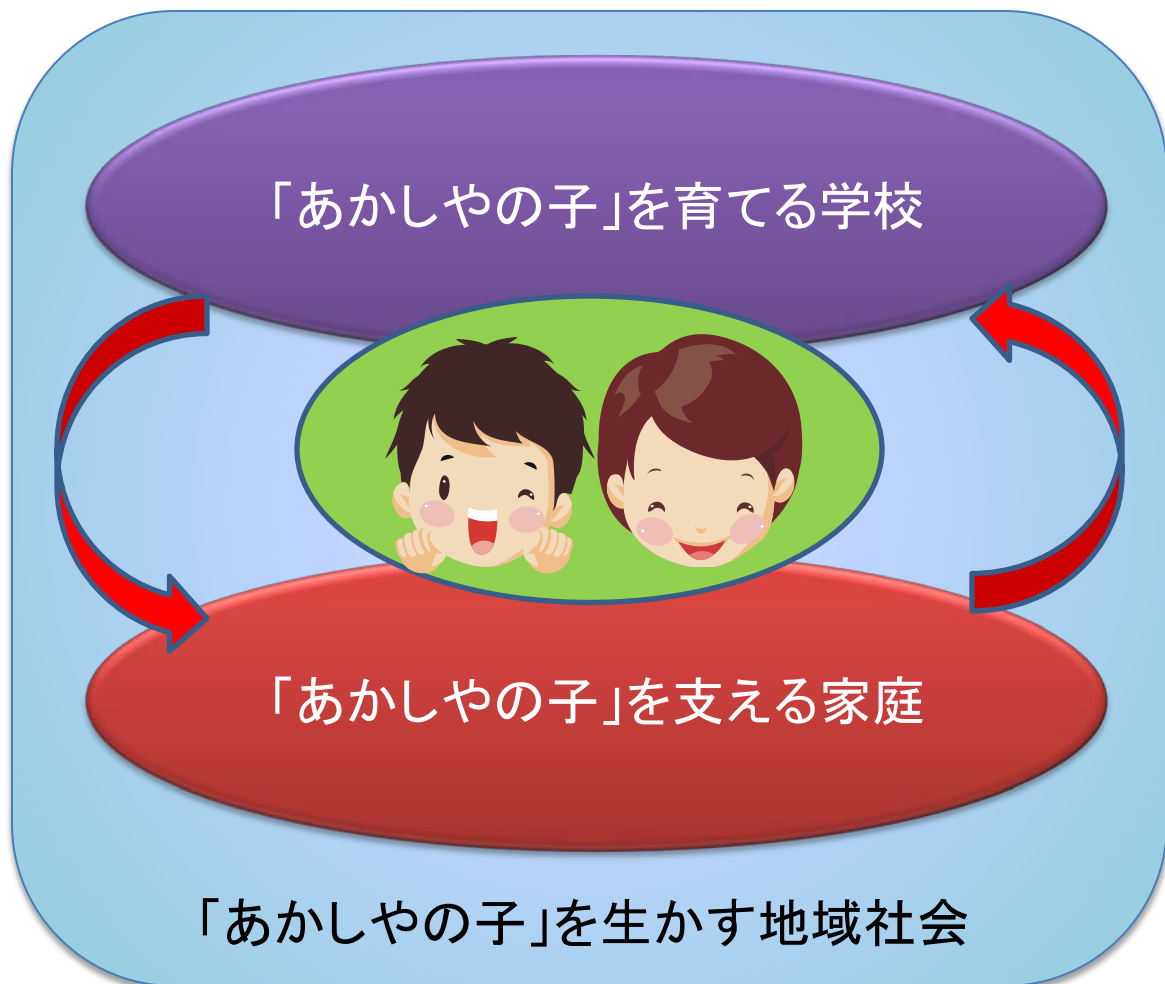 「あかしやの子」を育てる学校
「あかしやの子」を支える家庭
「あかしやの子」を生かす地域社会